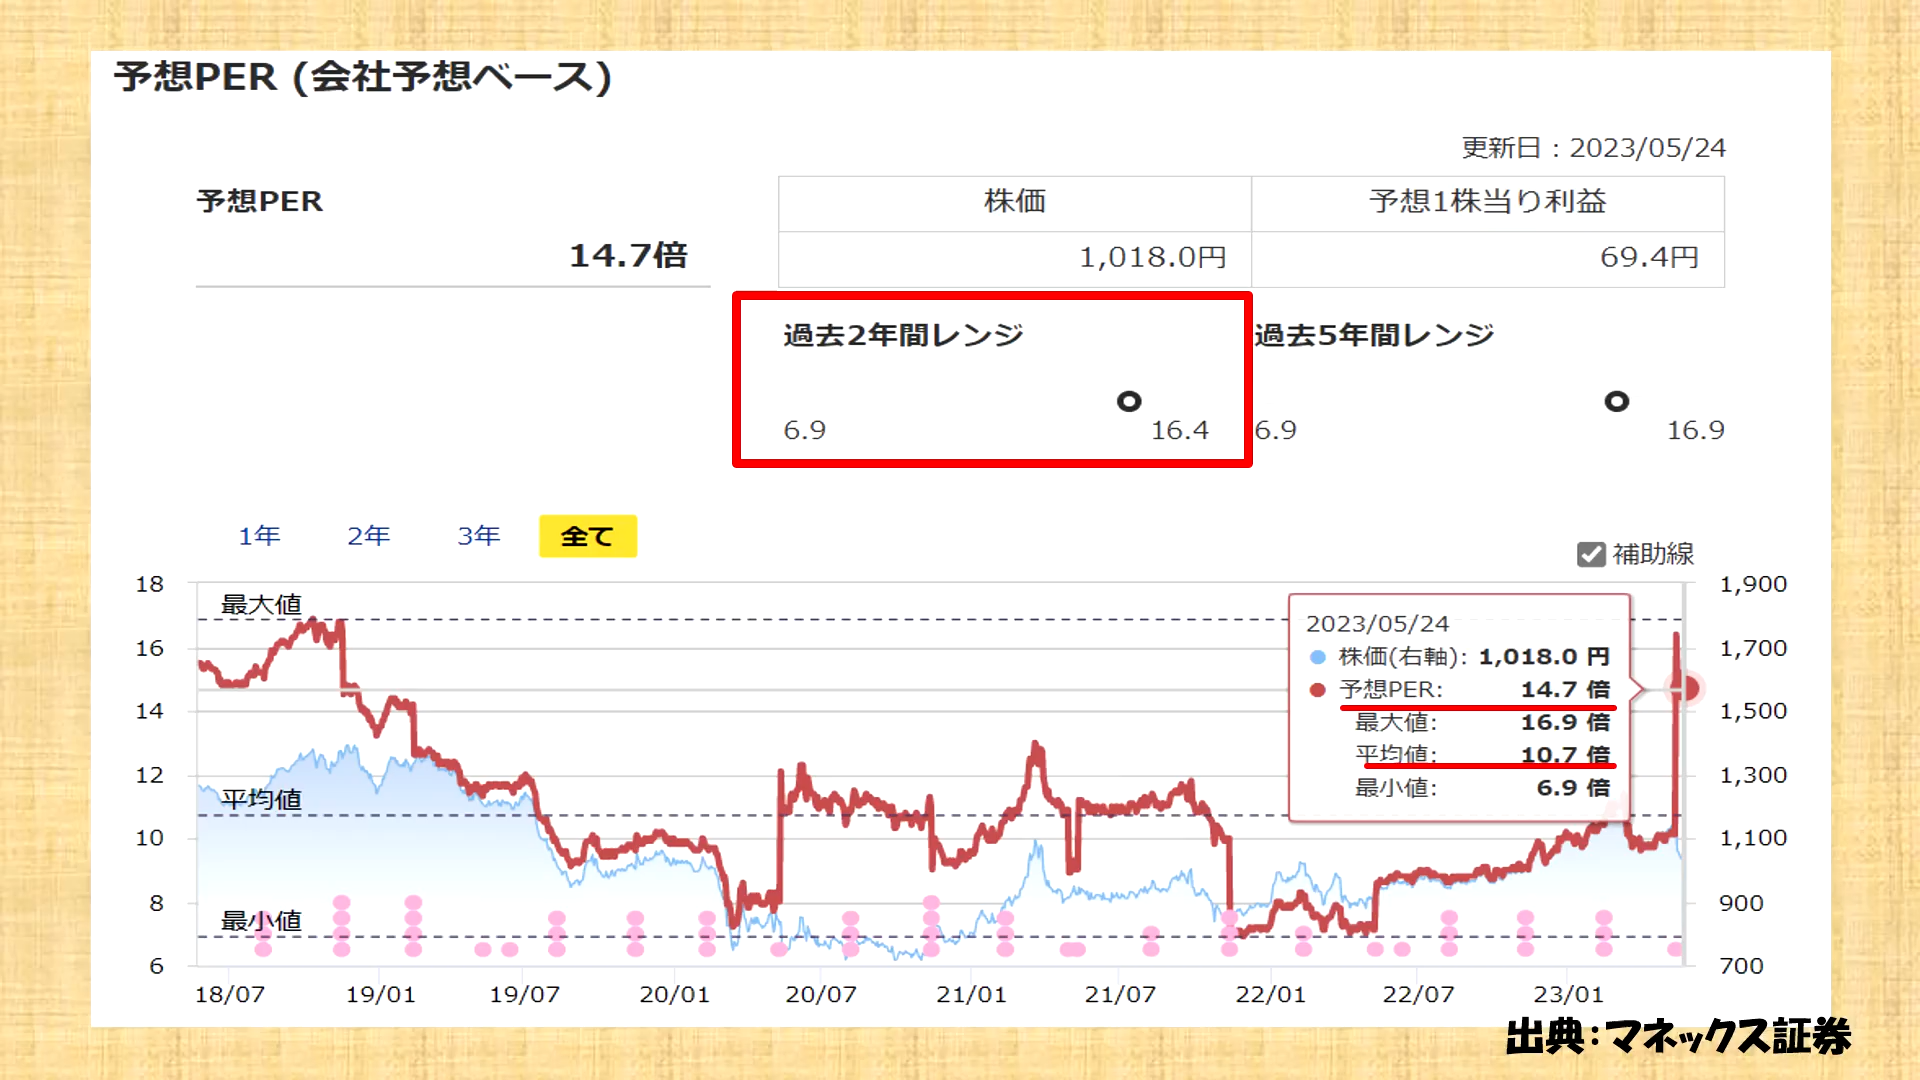 予想PER (会社予想ベース)
更新日：2023/05/24
予想PER
14.7倍
株価
予想1株当り利益
1,018.0円
69.4円
過去2年間レンジ
過去5年間レンジ
6.9
16.4
6.9
16.9
1年
2年
3年
全て
補助線
18
16
14
12
10
8
6
最大値
平均値
最小値
2023/05/24
株価(右軸): 1,018.0 円
予想PER: 14.7 倍
最大値: 16.9 倍
平均値: 10.7 倍
最小値: 6.9 倍
1,900
1,700
1,500
1,300
1,100
900
700
18/07
19/01
19/07
20/01
20/07
21/01
21/07
22/01
22/07
23/01
出典：マネックス証券